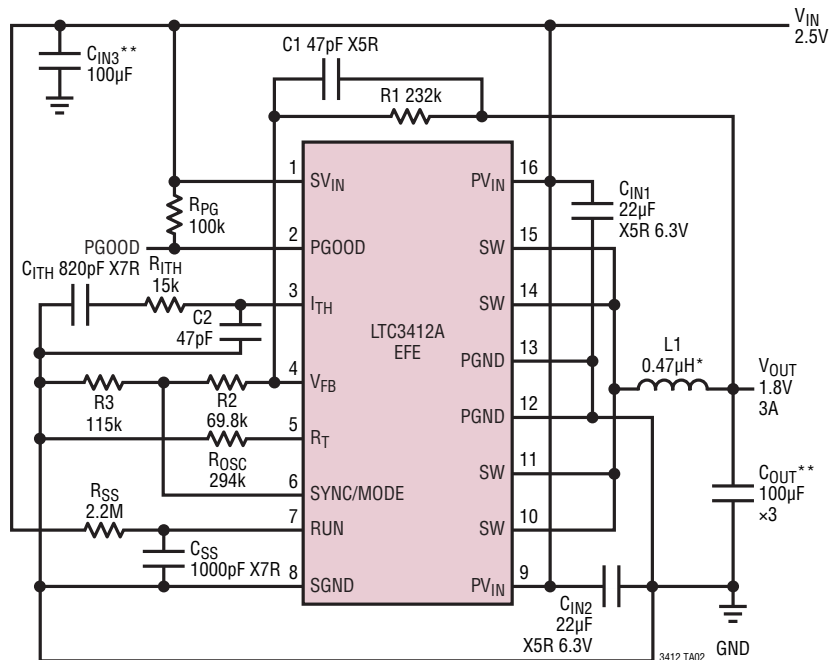 VIN
2.5V
CIN3**
100µF
C1 47pF X5R
R1 232k
1
SVIN
PVIN
16
CIN1
22µF
X5R 6.3V
RPG
100k
PGOOD
2
PGOOD
SW
15
CITH 820pF X7R
RITH
15k
3
ITH
SW
14
C2
47pF
LTC3412A
EFE
PGND
13
L1
0.47µH*
VOUT
1.8V
3A
4
VFB
PGND
12
R3
115k
R2
69.8k
5
RT
SW
11
ROSC
294k
6
SYNC/MODE
COUT**
100µF
×3
RSS
2.2M
7
RUN
SW
10
CSS
1000pF X7R
8
SGND
PVIN
9
CIN2
22µF
X5R 6.3V
GND
3412 TA02